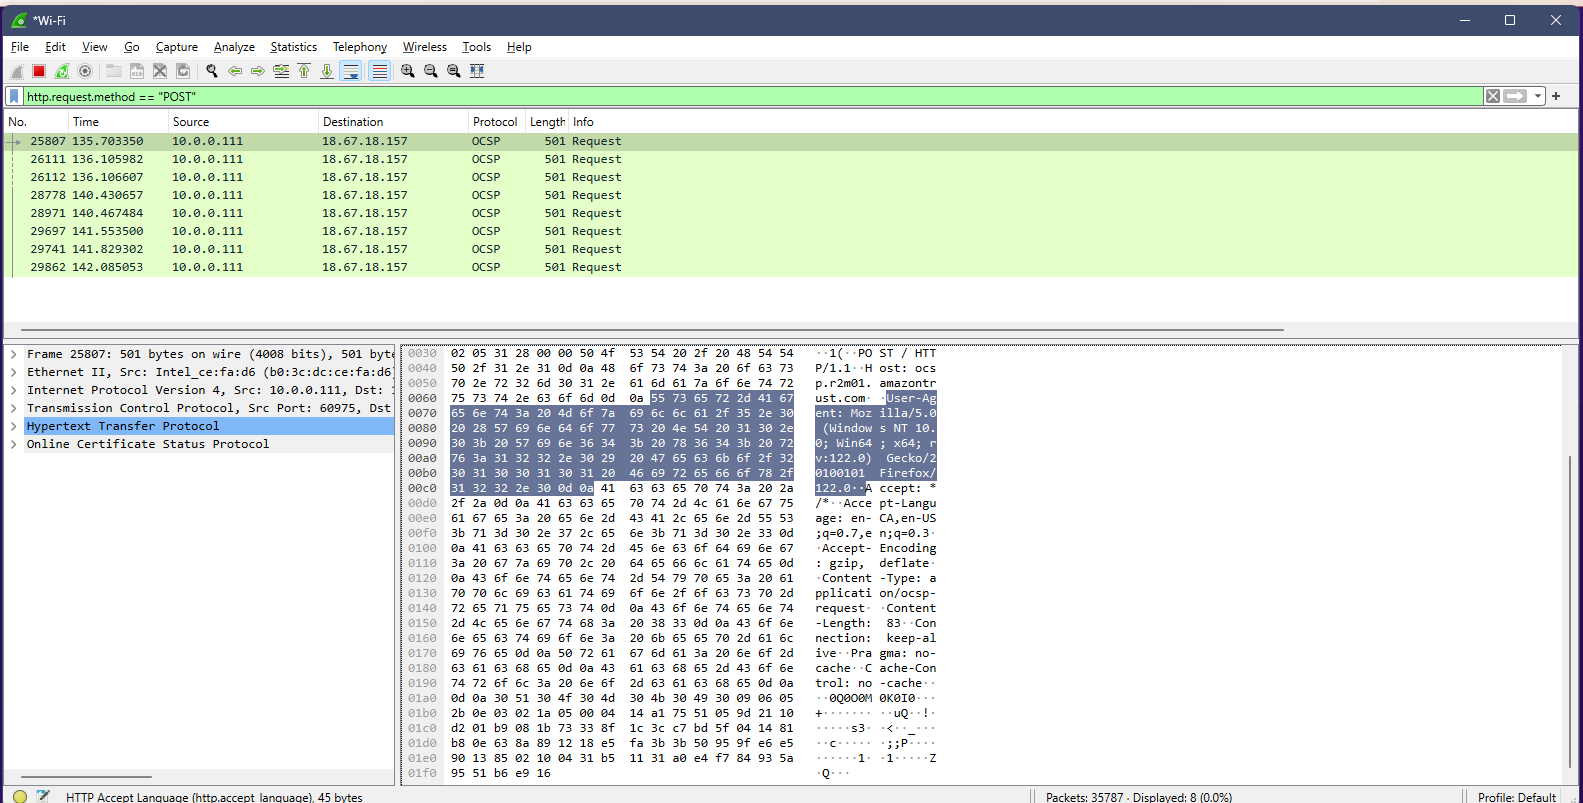 *Wi-Fi
File Edit View Go Capture Analyze Statistics Telephony Wireless Tools Help
http.request.method == "POST"
No. Time Source Destination Protocol Length Info
25807 135.703350 10.0.0.111 18.67.18.157 OCSP 501 Request
26111 136.105982 10.0.0.111 18.67.18.157 OCSP 501 Request
26112 136.106607 10.0.0.111 18.67.18.157 OCSP 501 Request
28778 140.430657 10.0.0.111 18.67.18.157 OCSP 501 Request
28971 140.467484 10.0.0.111 18.67.18.157 OCSP 501 Request
29697 141.553500 10.0.0.111 18.67.18.157 OCSP 501 Request
29741 141.829302 10.0.0.111 18.67.18.157 OCSP 501 Request
29862 142.085053 10.0.0.111 18.67.18.157 OCSP 501 Request
Frame 25807: 501 bytes on wire (4008 bits), 501 byte
Ethernet II, Src: Intel_ce:fa:d6 (b0:3c:dc:ce:fa:d6
Internet Protocol Version 4, Src: 10.0.0.111, Dst:
Transmission Control Protocol, Src Port: 60975, Dst
Hypertext Transfer Protocol
Online Certificate Status Protocol
0030 02 05 31 28 00 00 50 4f 53 54 20 2f 20 48 54 54 ··1(··PO ST / HTT
0040 50 2f 31 2e 31 0d 0a 48 6f 73 74 3a 20 6f 63 73 P/1.1··H ost: ocs
0050 70 2e 72 32 6d 30 31 2e 61 6d 61 7a 6f 6e 74 72 p.r2m01. amazontr
0060 75 73 74 2e 63 6f 6d 0d 0a 55 73 65 72 2d 41 67 ust.com· ·User-Ag
0070 65 6e 74 3a 20 4d 6f 7a 69 6c 6c 61 2f 35 2e 30 ent: Moz illa/5.0
0080 20 28 57 69 6e 64 6f 77 73 20 4e 54 20 31 30 2e (Window s NT 10.
0090 30 3b 20 57 69 6e 36 34 3b 20 78 36 34 3b 20 72 0; Win64 ; x64; r
00a0 76 3a 31 32 32 2e 30 29 20 47 65 63 6b 6f 2f 32 v:122.0) Gecko/2
00b0 30 31 30 30 31 30 31 20 46 69 72 65 66 6f 78 2f 0100101 Firefox/
00c0 31 32 32 2e 30 0d 0a 41 63 63 65 70 74 3a 20 2a 122.0··A ccept: *
00d0 2f 2a 0d 0a 41 63 63 65 70 74 2d 4c 61 6e 67 75 /*··Acce pt-Langu
00e0 61 67 65 3a 20 65 6e 2d 43 41 2c 65 6e 2d 55 53 age: en- CA,en-US
00f0 3b 71 3d 30 2e 37 2c 65 6e 3b 71 3d 30 2e 33 0d ;q=0.7,e n;q=0.3·
0100 0a 41 63 63 65 70 74 2d 45 6e 63 6f 64 69 6e 67 ·Accept- Encoding
0110 3a 20 67 7a 69 70 2c 20 64 65 66 6c 61 74 65 0d : gzip, deflate·
0120 0a 43 6f 6e 74 65 6e 74 2d 54 79 70 65 3a 20 61 ·Content -Type: a
0130 70 70 6c 69 63 61 74 69 6f 6e 2f 6f 63 73 70 2d pplicati on/ocsp-
0140 72 65 71 75 65 73 74 0d 0a 43 6f 6e 74 65 6e 74 request· ·Content
0150 2d 4c 65 6e 67 74 68 3a 20 38 33 0d 0a 43 6f 6e -Length: 83··Con
0160 6e 65 63 74 69 6f 6e 3a 20 6b 65 65 70 2d 61 6c nection: keep-al
0170 69 76 65 0d 0a 50 72 61 67 6d 61 3a 20 6e 6f 2d ive··Pra gma: no-
0180 63 61 63 68 65 0d 0a 43 61 63 68 65 2d 43 6f 6e cache··C ache-Con
0190 74 72 6f 6c 3a 20 6e 6f 2d 63 61 63 68 65 0d 0a trol: no -cache··
01a0 0d 0a 30 51 30 4f 30 4d 30 4b 30 49 30 09 06 05 ··0Q0O0M 0K0I0···
01b0 2b 0e 03 02 1a 05 00 04 14 a1 75 51 05 9d 21 10 +······· ··uQ··!·
01c0 d2 01 b9 08 1b 73 33 8f 1c 3c c7 bd 5f 04 14 81 ·····s3· ·<··_···
01d0 b8 0e 63 8a 89 12 18 e5 fa 3b 3b 50 95 9f e6 e5 ··c····· ·;;P····
01e0 90 13 85 02 10 04 31 b5 11 31 a0 e4 f7 84 93 5a ······1· ·1·····Z
01f0 95 51 b6 e9 16 ·Q···
HTTP Accept Language (http.accept_language), 45 bytes Packets: 35787 · Displayed: 8 (0.0%) Profile: Default